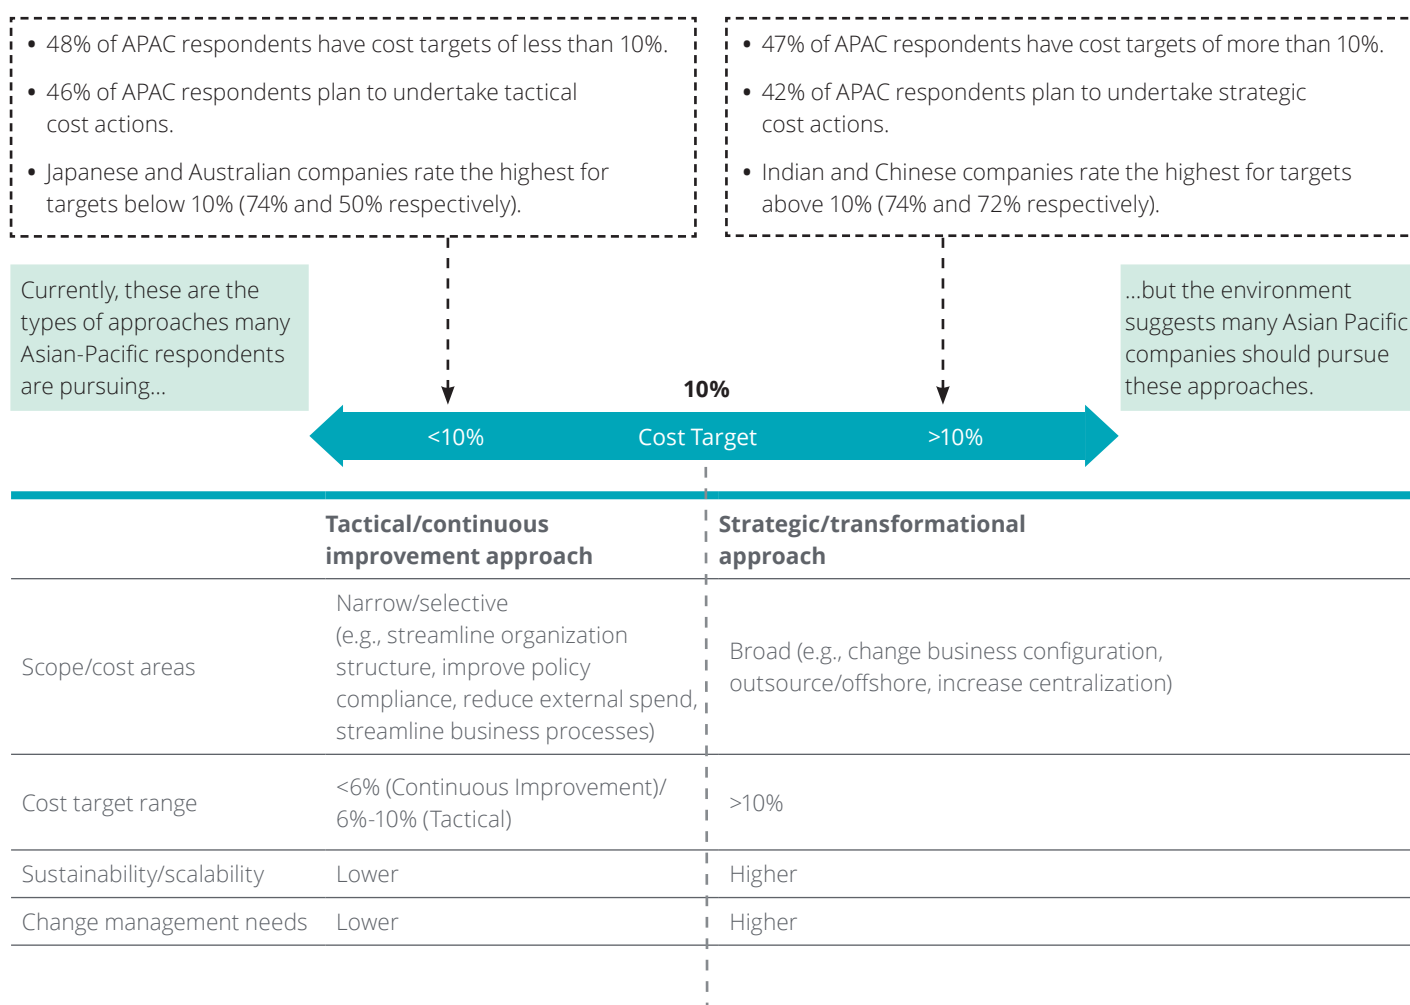 • 48% of APAC respondents have cost targets of less than 10%.
• 46% of APAC respondents plan to undertake tactical
cost actions.
• Japanese and Australian companies rate the highest for
targets below 10% (74% and 50% respectively).
• 47% of APAC respondents have cost targets of more than 10%.
• 42% of APAC respondents plan to undertake strategic
cost actions.
• Indian and Chinese companies rate the highest for targets
above 10% (74% and 72% respectively).
Currently, these are the
types of approaches many
Asian-Pacific respondents
are pursuing...
...but the environment
suggests many Asian Pacific
companies should pursue
these approaches.
10%
<10%
Cost Target
>10%
Tactical/continuous
improvement approach
Strategic/transformational
approach
Scope/cost areas
Narrow/selective
(e.g., streamline organization
structure, improve policy
compliance, reduce external spend,
streamline business processes)
Broad (e.g., change business configuration,
outsource/offshore, increase centralization)
Cost target range
<6% (Continuous Improvement)/
6%-10% (Tactical)
>10%
Sustainability/scalability
Lower
Higher
Change management needs
Lower
Higher